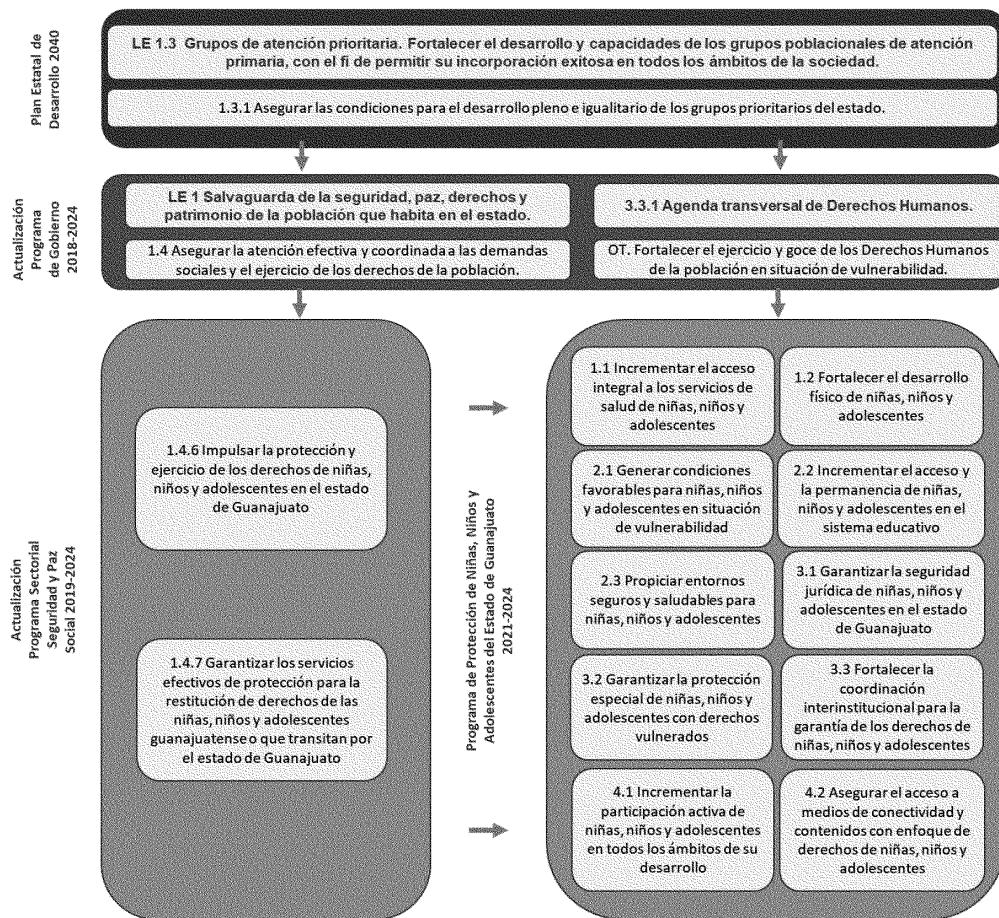 Plan Estatal de
Desarrollo 2040
LE 1.3 Grupos de atención prioritaria. Fortalecer el desarrollo y capacidades de los grupos poblacionales de atención
primaria, con el fi de permitir su incorporación exitosa en todos los ámbitos de la sociedad.
1.3.1 Asegurar las condiciones para el desarrollo pleno e igualitario de los grupos prioritarios del estado.
Actualización
Programa
de Gobierno
2018-2024
LE 1 Salvaguarda de la seguridad, paz, derechos y
patrimonio de la población que habita en el estado.
1.4 Asegurar la atención efectiva y coordinada a las demandas
sociales y el ejercicio de los derechos de la población.
3.3.1 Agenda transversal de Derechos Humanos.
OT. Fortalecer el ejercicio y goce de los Derechos Humanos
de la población en situación de vulnerabilidad.
Actualización
Programa Sectorial
Seguridad y Paz
Social 2019-2024
1.4.6 Impulsar la protección y
ejercicio de los derechos de niñas,
niños y adolescentes en el estado
de Guanajuato
1.4.7 Garantizar los servicios
efectivos de protección para la
restitución de derechos de las
niñas, niños y adolescentes
guanajuatense o que transitan por
el estado de Guanajuato
Programa de Protección de Niñas, Niños y
Adolescentes del Estado de Guanajuato
2021-2024
1.1 Incrementar el acceso
integral a los servicios de
salud de niñas, niños y
adolescentes
1.2 Fortalecer el desarrollo
físico de niñas, niños y
adolescentes
2.1 Generar condiciones
favorables para niñas, niños
y adolescentes en situación
de vulnerabilidad
2.2 Incrementar el acceso y
la permanencia de niñas,
niños y adolescentes en el
sistema educativo
2.3 Propiciar entornos
seguros y saludables para
niñas, niños y adolescentes
3.1 Garantizar la seguridad
jurídica de niñas, niños y
adolescentes en el estado
de Guanajuato
3.2 Garantizar la protección
especial de niñas, niños y
adolescentes con derechos
vulnerados
3.3 Fortalecer la
coordinación
interinstitucional para la
garantía de los derechos de
niñas, niños y adolescentes
4.1 Incrementar la
participación activa de
niñas, niños y adolescentes
en todos los ámbitos de su
desarrollo
4.2 Asegurar el acceso a
medios de conectividad y
contenidos con enfoque de
derechos de niñas, niños y
adolescentes